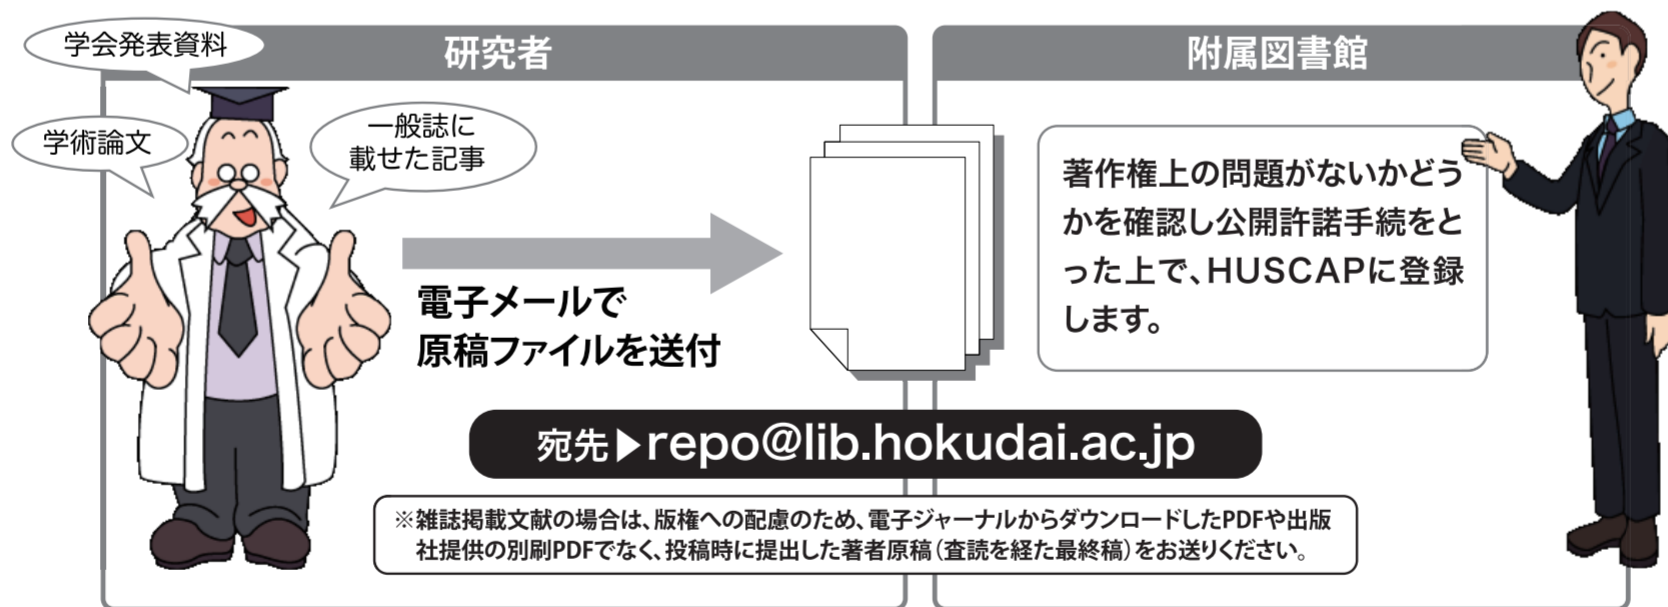 研究者
学会発表資料
学術論文
一般誌に
載せた記事
電子メールで
原稿ファイルを送付
附属図書館
著作権上の問題がないかどう
かを確認し公開許諾手続をと
った上で、HUSCAPに登録
します。
宛先▶repo@lib.hokudai.ac.jp
※雑誌掲載文献の場合は、版権への配慮のため、電子ジャーナルからダウンロードしたPDFや出版
社提供の別刷PDFでなく、投稿時に提出した著者原稿（査読を経た最終稿）をお送りください。